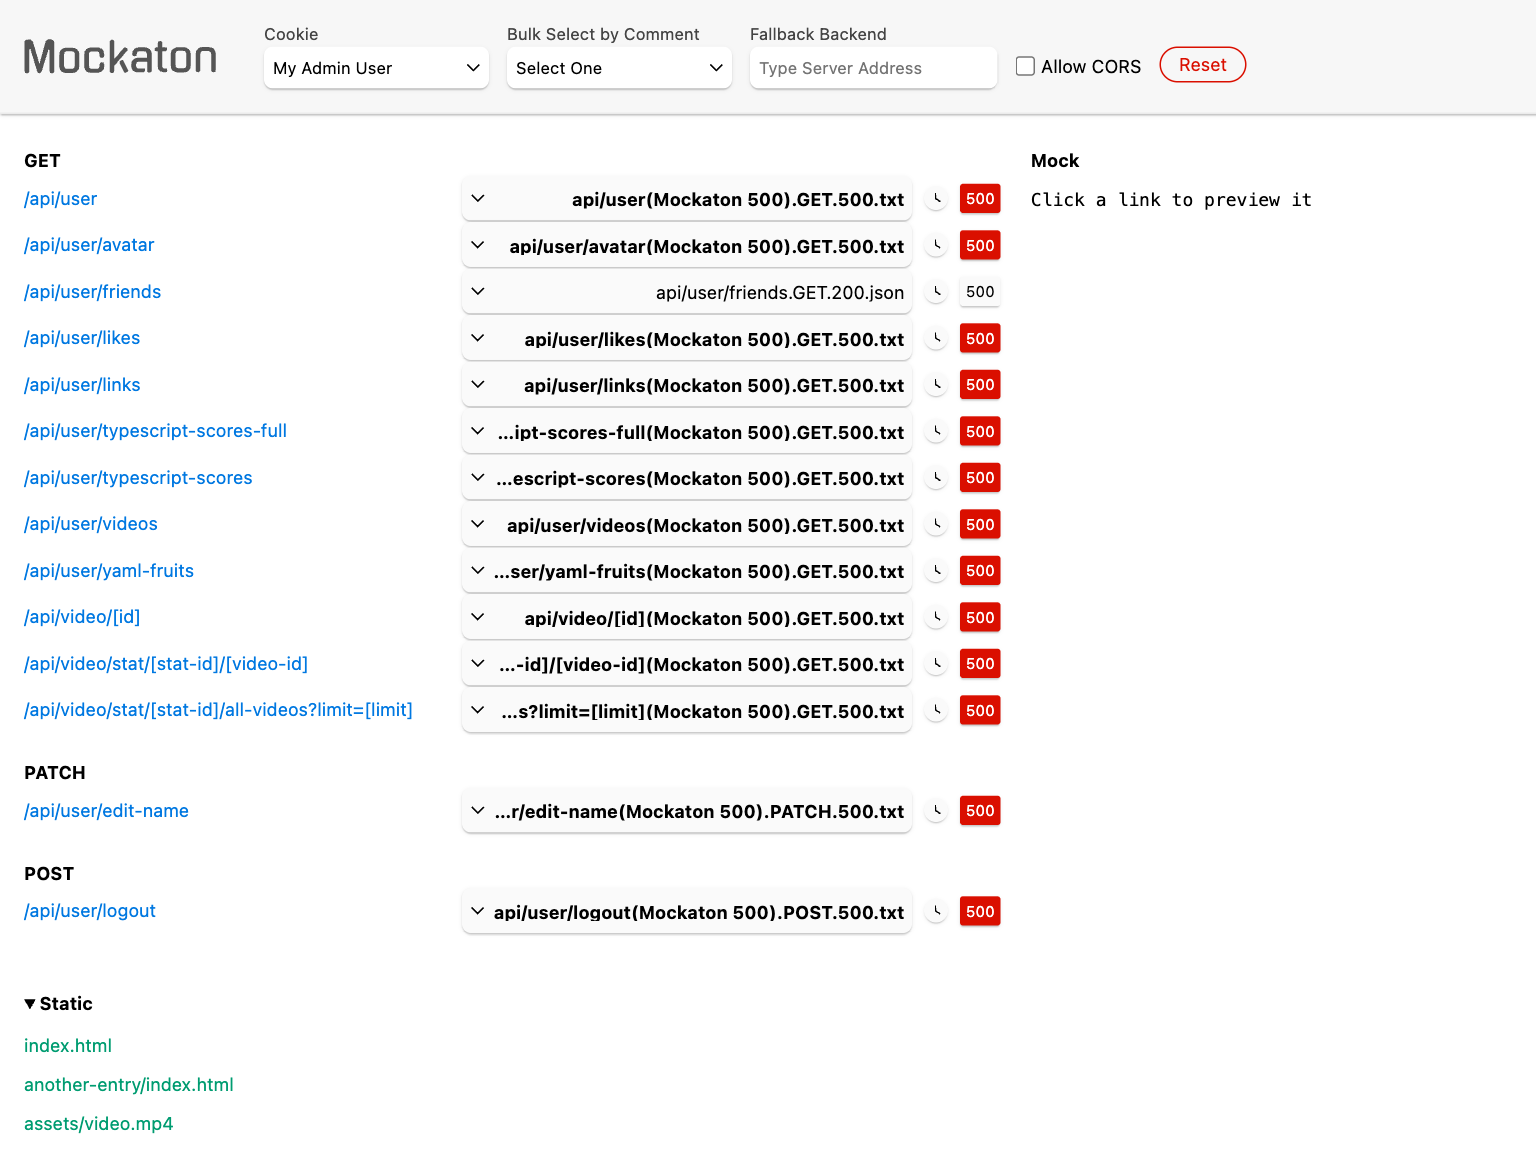 Mockaton
Cookie
My Admin User
Bulk Select by Comment
Select One
Fallback Backend
Type Server Address
Allow CORS
Reset
GET
/api/user api/user(Mockaton 500).GET.500.txt 500
/api/user/avatar api/user/avatar(Mockaton 500).GET.500.txt 500
/api/user/friends api/user/friends.GET.200.json 500
/api/user/likes api/user/likes(Mockaton 500).GET.500.txt 500
/api/user/links api/user/links(Mockaton 500).GET.500.txt 500
/api/user/typescript-scores-full ...ipt-scores-full(Mockaton 500).GET.500.txt 500
/api/user/typescript-scores ...escript-scores(Mockaton 500).GET.500.txt 500
/api/user/videos api/user/videos(Mockaton 500).GET.500.txt 500
/api/user/yaml-fruits ...ser/yaml-fruits(Mockaton 500).GET.500.txt 500
/api/video/[id] api/video/[id](Mockaton 500).GET.500.txt 500
/api/video/stat/[stat-id]/[video-id] ...-id]/[video-id](Mockaton 500).GET.500.txt 500
/api/video/stat/[stat-id]/all-videos?limit=[limit] ...s?limit=[limit](Mockaton 500).GET.500.txt 500
PATCH
/api/user/edit-name ...r/edit-name(Mockaton 500).PATCH.500.txt 500
POST
/api/user/logout api/user/logout(Mockaton 500).POST.500.txt 500
Static
index.html
another-entry/index.html
assets/video.mp4
Mock
Click a link to preview it